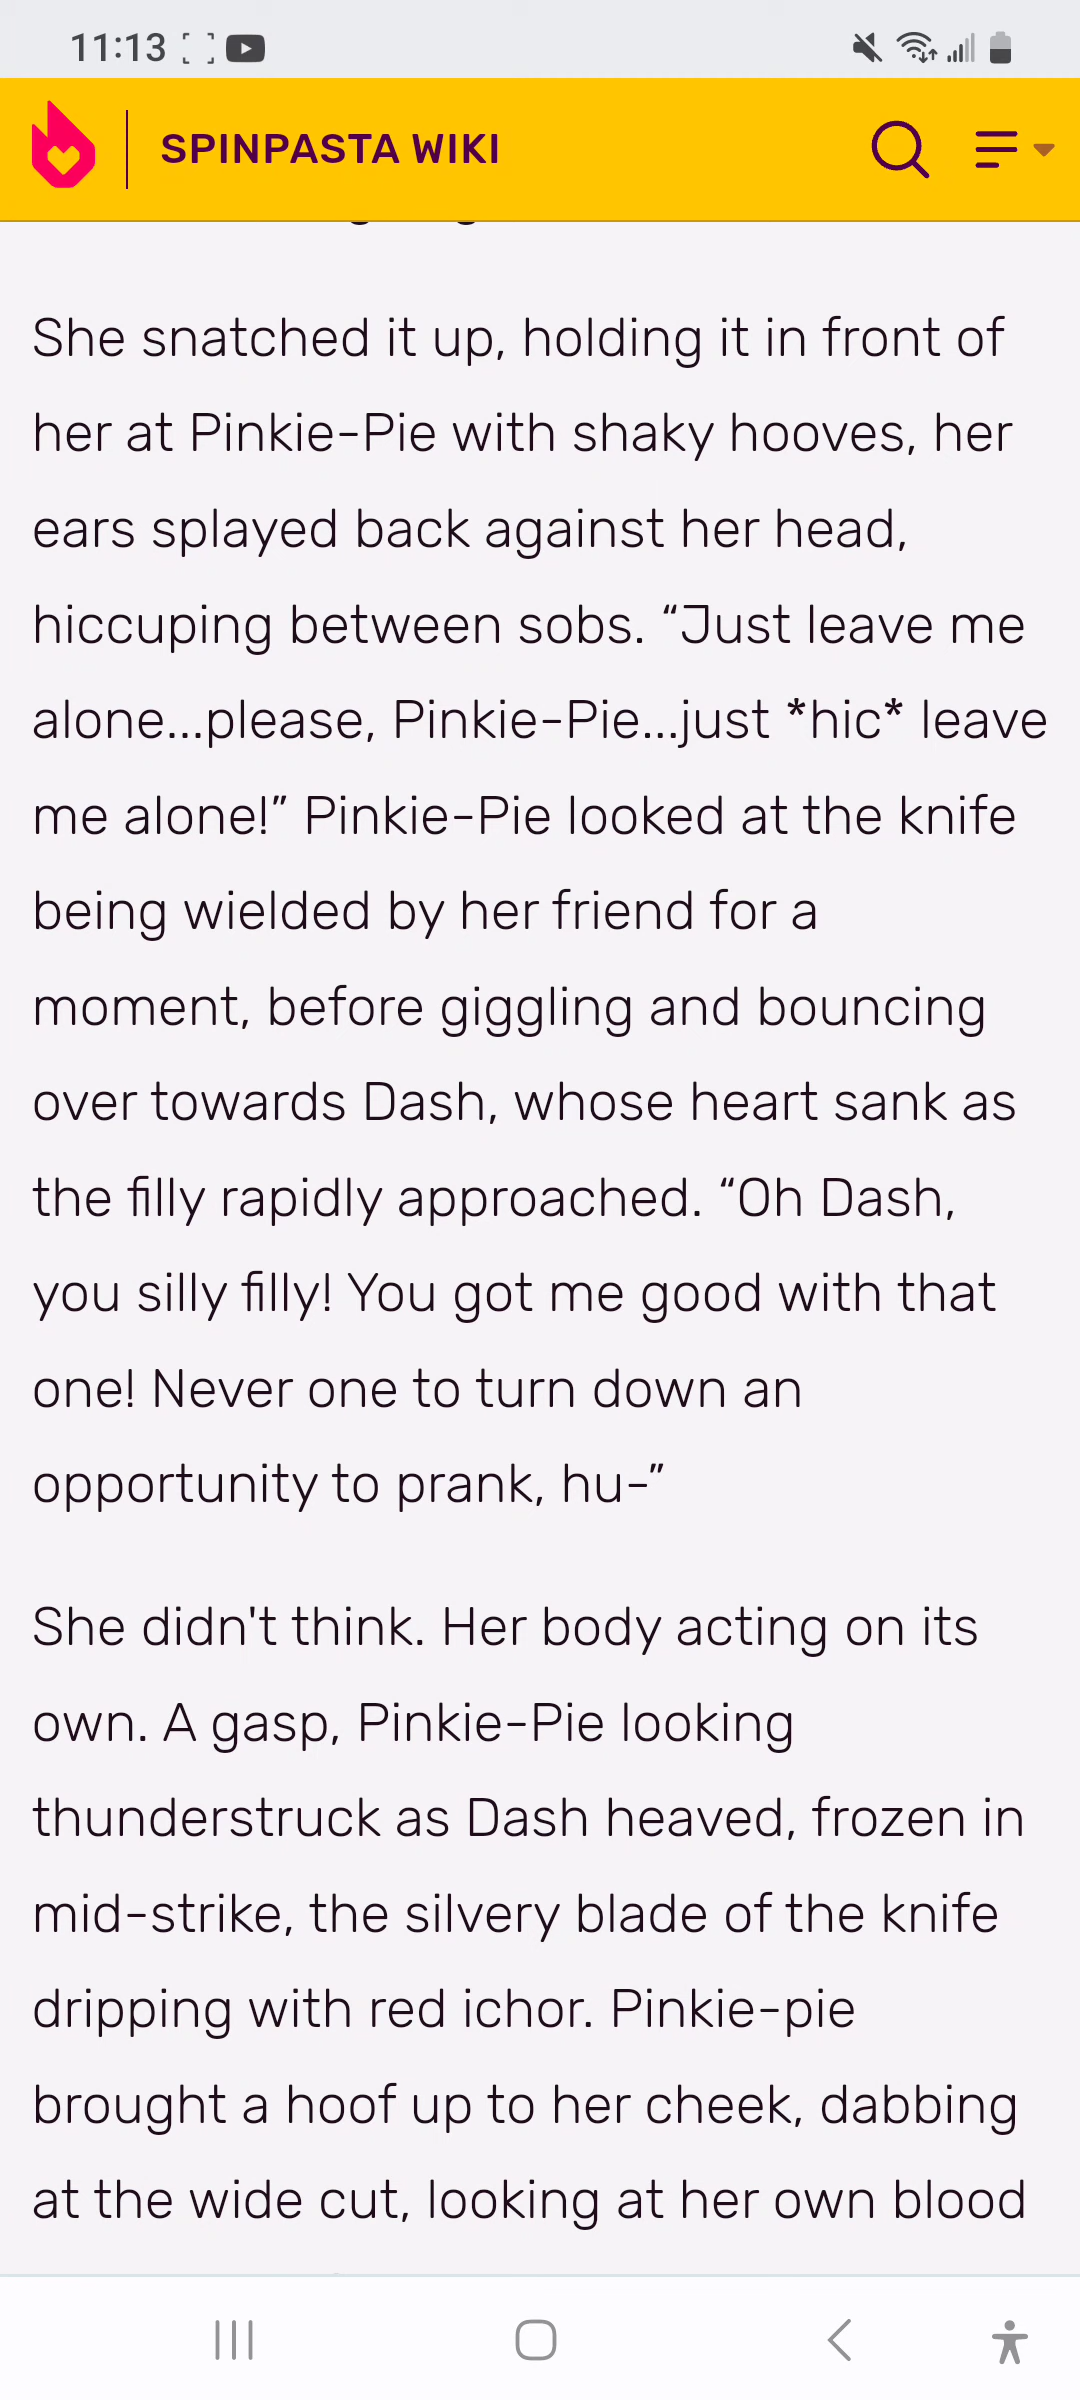 11:13
SPINPASTA WIKI
She snatched it up, holding it in front of
her at Pinkie-Pie with shaky hooves, her
ears splayed back against her head,
hiccuping between sobs. “Just leave me
alone...please, Pinkie-Pie...just *hic* leave
me alone!” Pinkie-Pie looked at the knife
being wielded by her friend for a
moment, before giggling and bouncing
over towards Dash, whose heart sank as
the filly rapidly approached. “Oh Dash,
you silly filly! You got me good with that
one! Never one to turn down an
opportunity to prank, hu-”
She didn't think. Her body acting on its
own. A gasp, Pinkie-Pie looking
thunderstruck as Dash heaved, frozen in
mid-strike, the silvery blade of the knife
dripping with red ichor. Pinkie-pie
brought a hoof up to her cheek, dabbing
at the wide cut, looking at her own blood